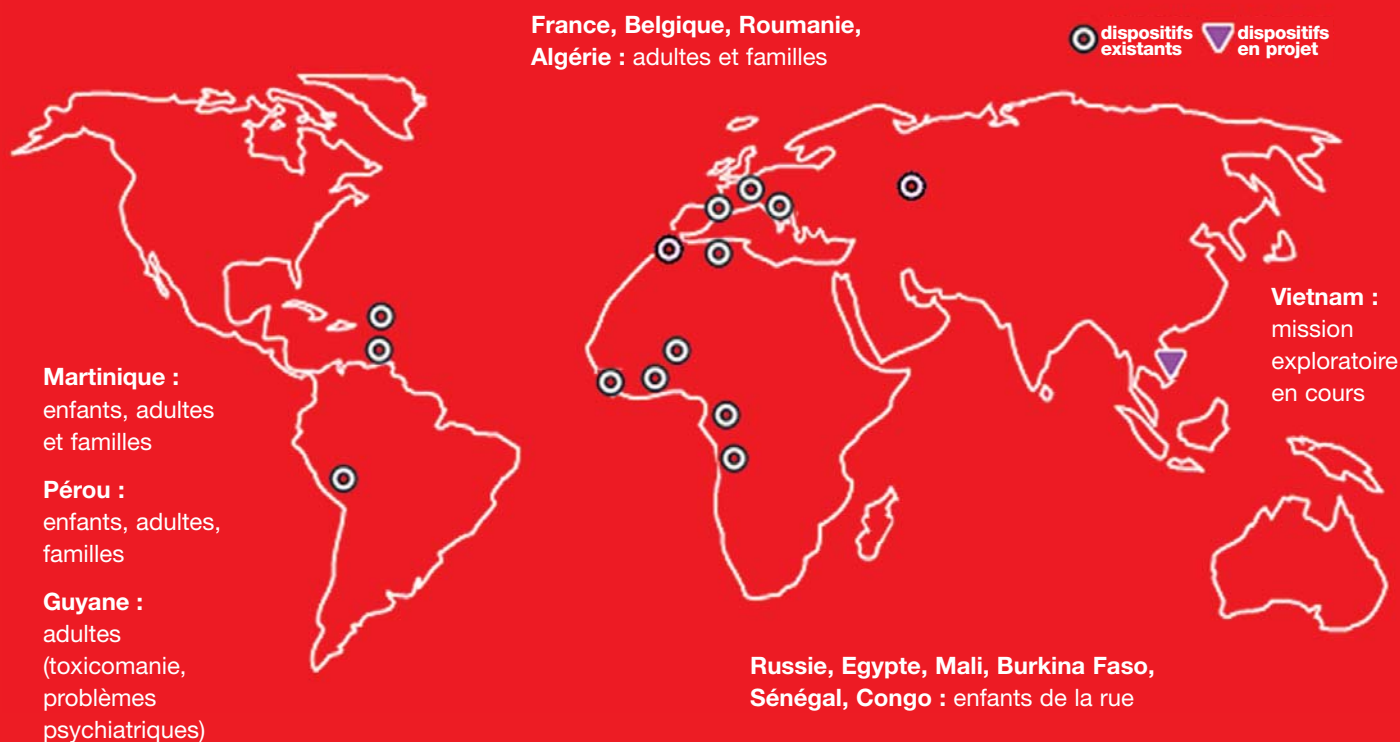 France, Belgique, Roumanie,
Algérie : adultes et familles
dispositifs
existants
dispositifs
en projet
Vietnam :
mission
exploratoire
en cours
Martinique :
enfants, adultes
et familles
Pérou :
enfants, adultes,
familles
Guyane :
adultes
(toxicomanie,
problèmes
psychiatriques)
Russie, Egypte, Mali, Burkina Faso,
Sénégal, Congo : enfants de la rue